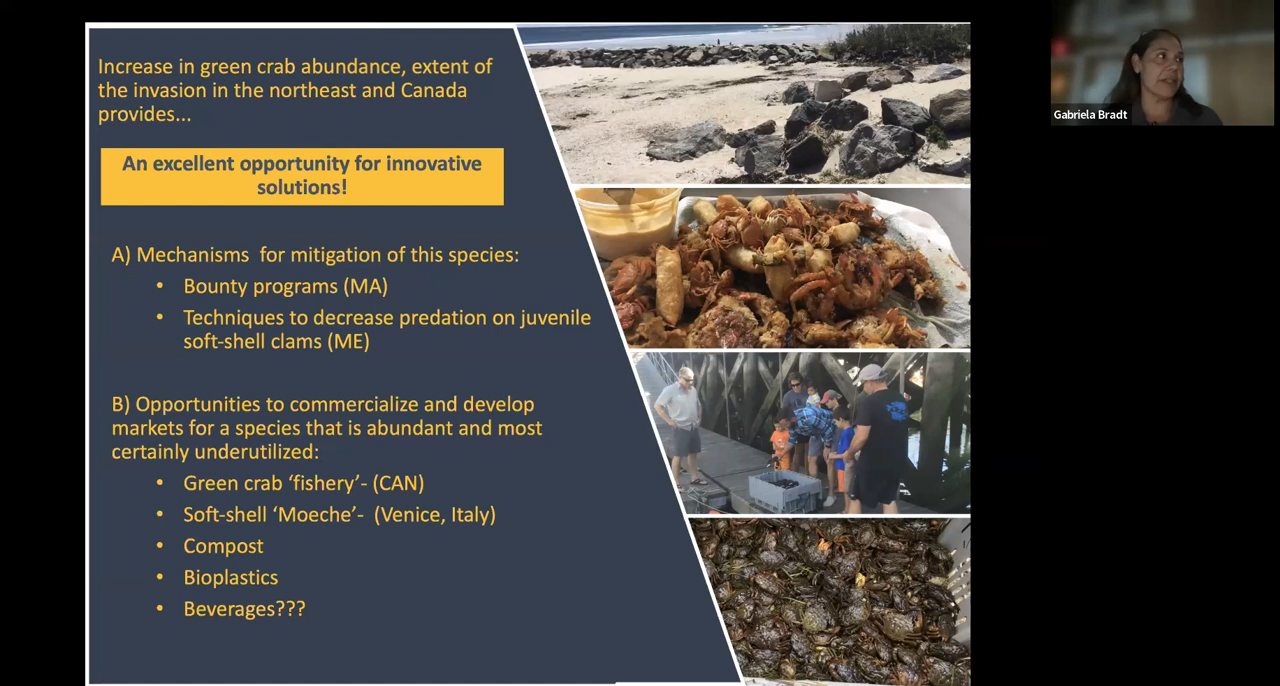 Increase in green crab abundance, extent of
the invasion in the northeast and Canada
provides...
An excellent opportunity for innovative
solutions!
A) Mechanisms for mitigation of this species:
• Bounty programs (MA)
• Techniques to decrease predation on juvenile
soft-shell clams (ME)
B) Opportunities to commercialize and develop
markets for a species that is abundant and most
certainly underutilized:
• Green crab ‘fishery’- (CAN)
• Soft-shell ‘Moeche’- (Venice, Italy)
• Compost
• Bioplastics
• Beverages???
Gabriela Bradt